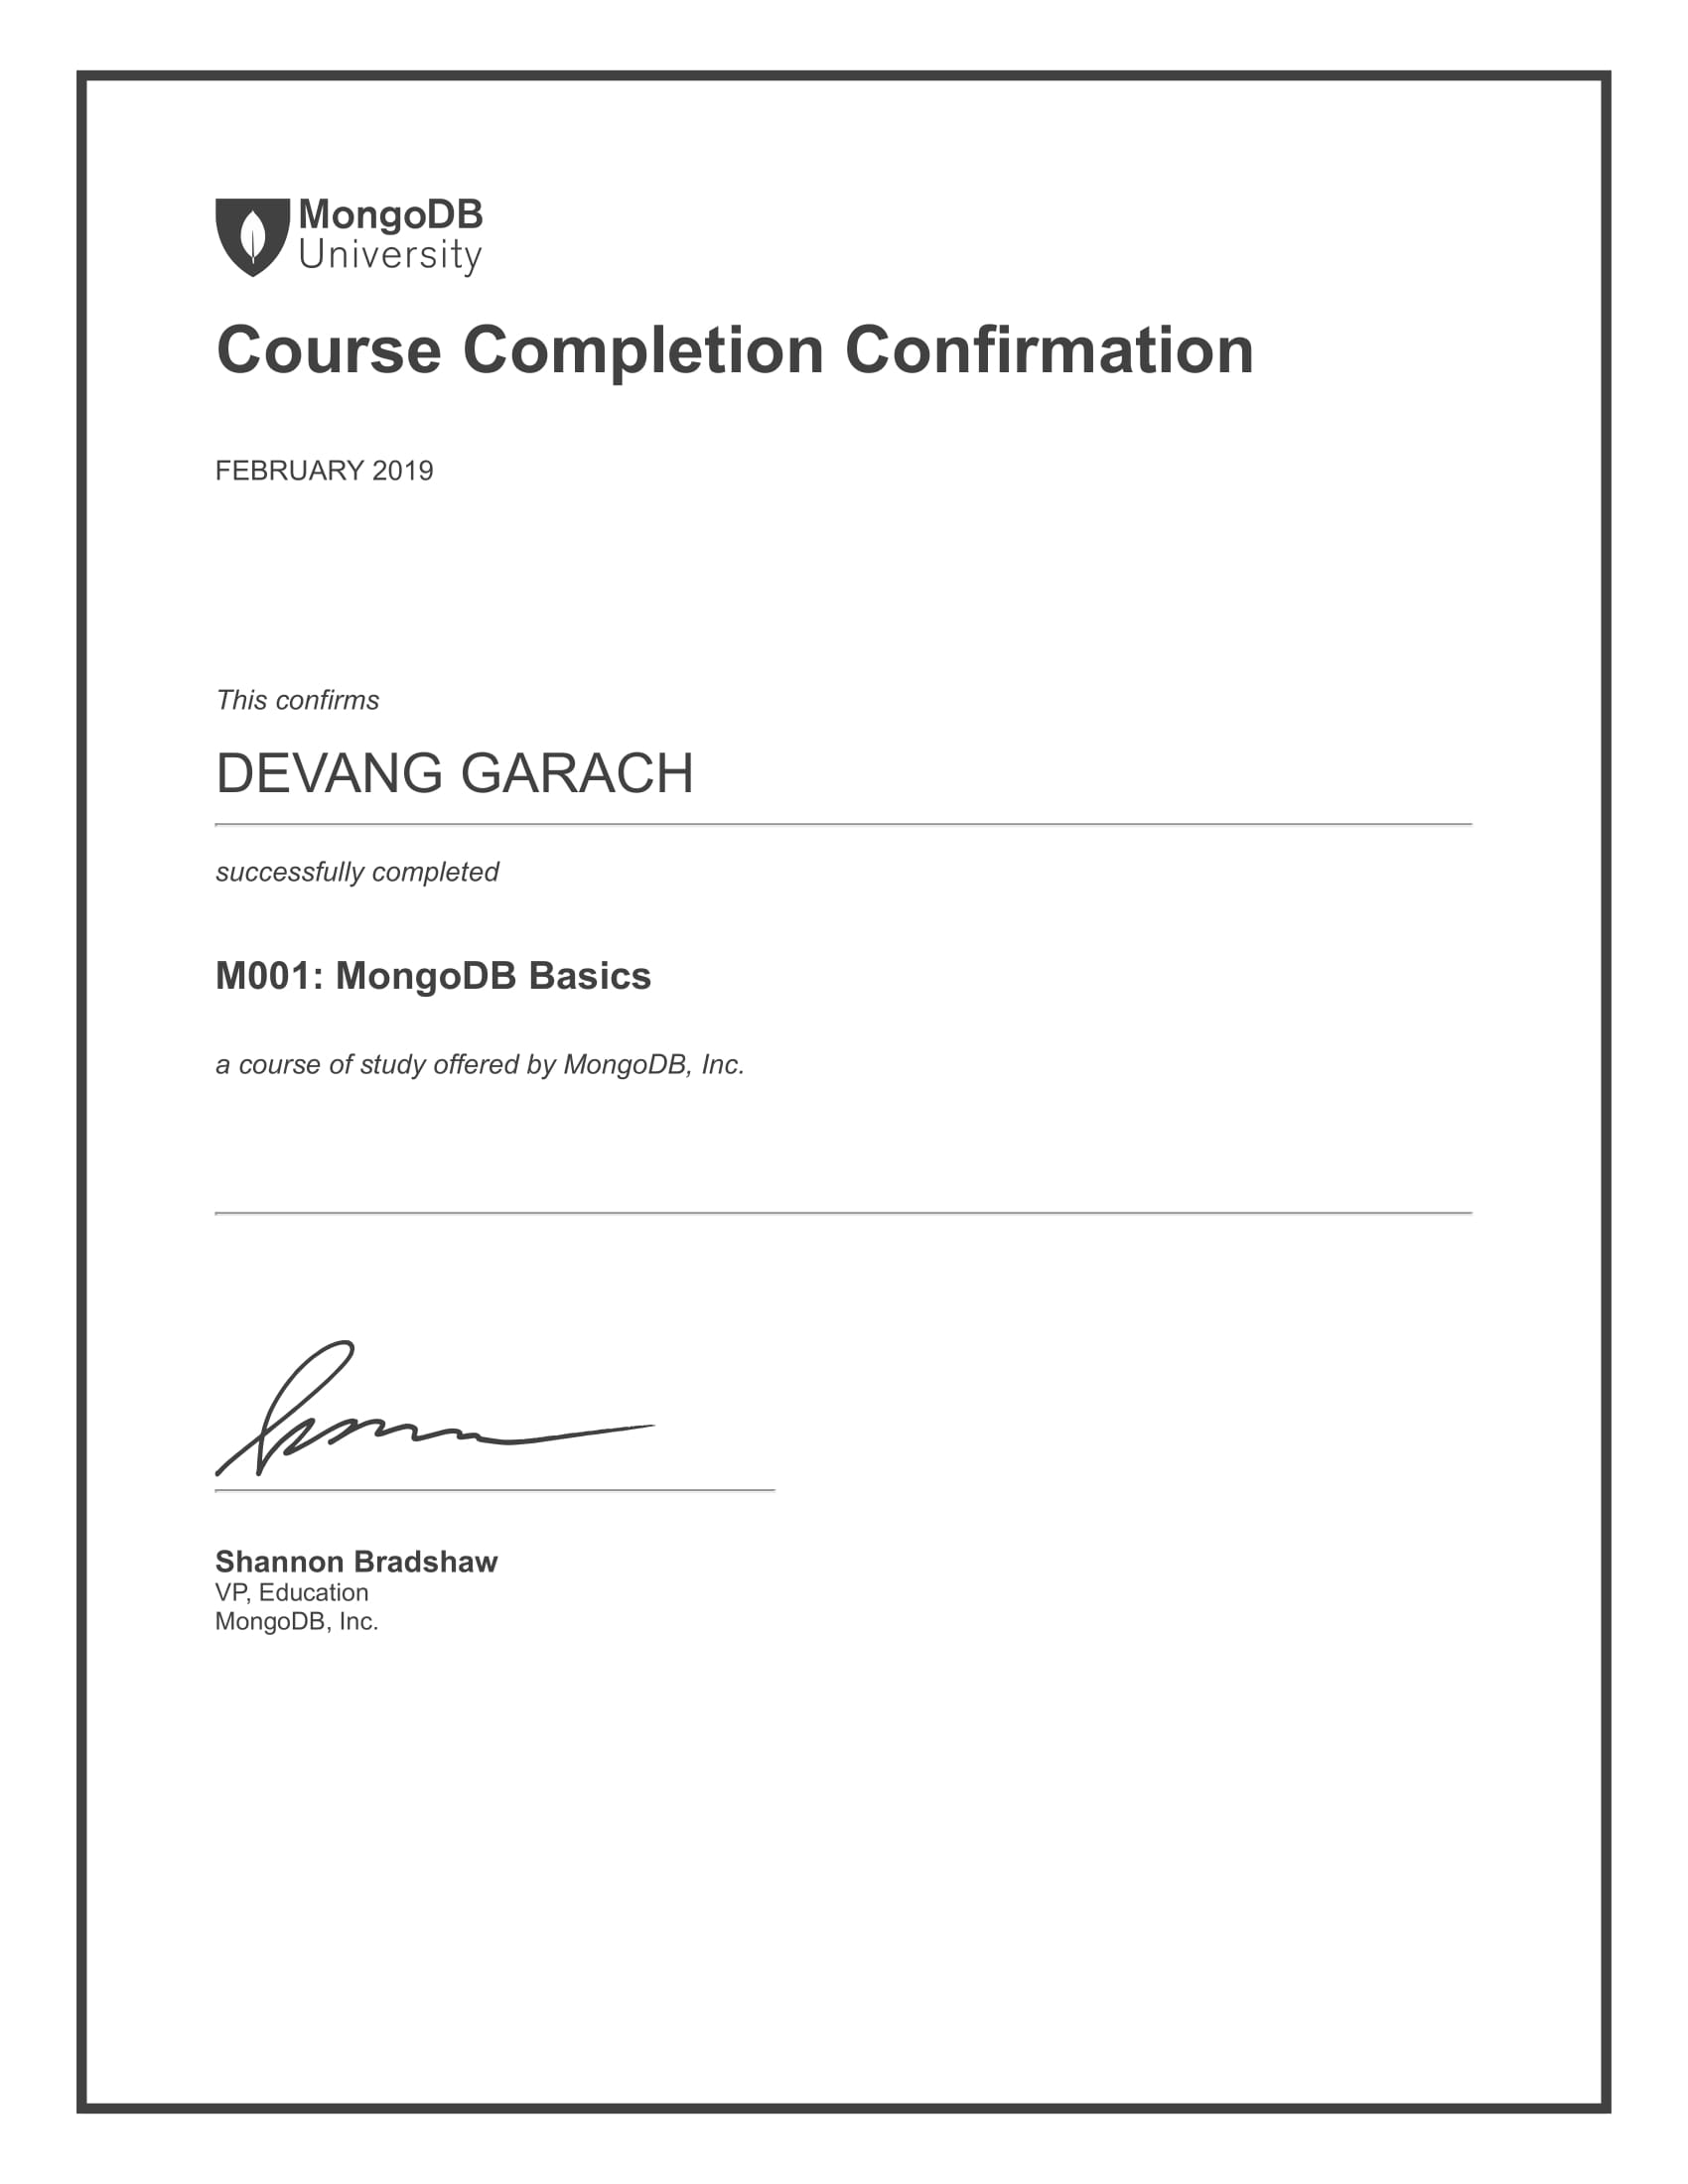 MongoDB
University
Course Completion Confirmation
FEBRUARY 2019
This confirms
DEVANG GARACH
successfully completed
M001: MongoDB Basics
a course of study offered by MongoDB, Inc.
Shannon Bradshaw
VP, Education
MongoDB, Inc.